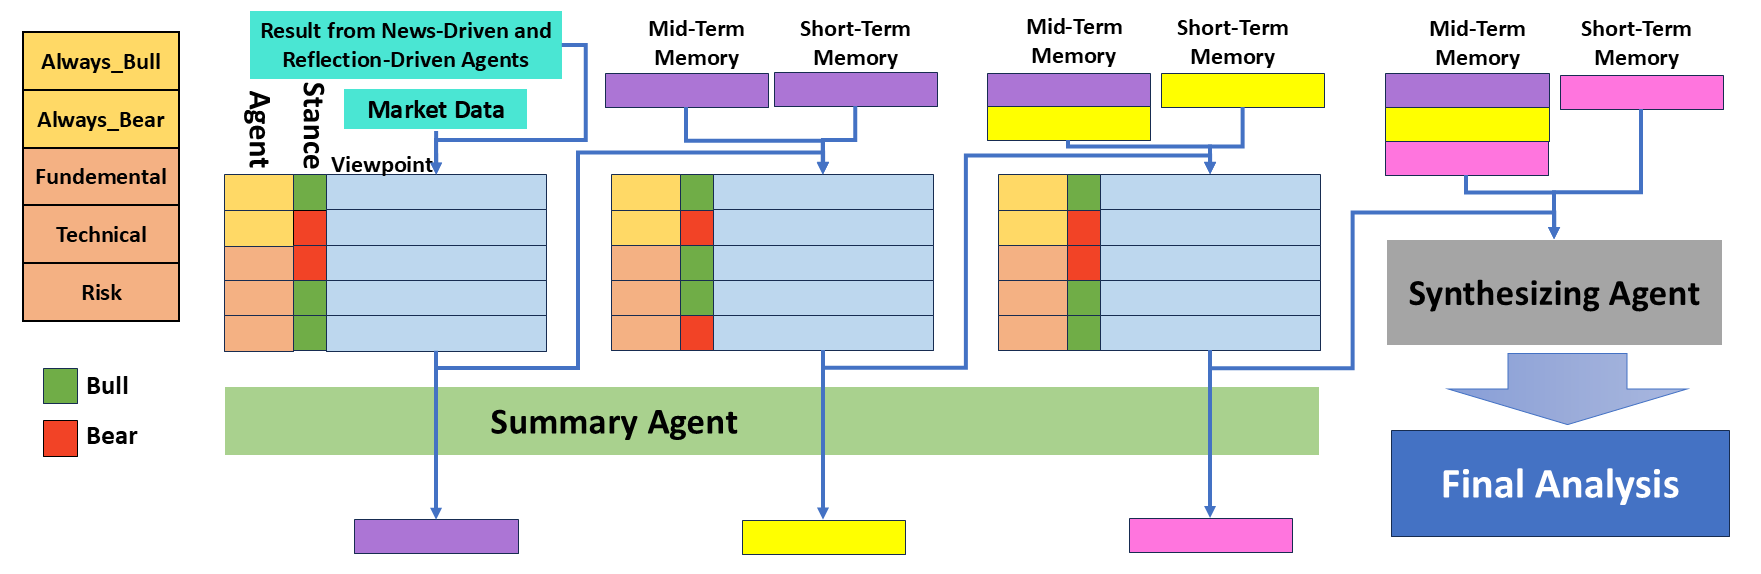 Always_Bull
Always_Bear
Fundemental
Technical
Risk
Bull
Bear
Result from News-Driven and
Reflection-Driven Agents
Market Data
Agent
Stance
Viewpoint
Mid-Term
Memory
Short-Term
Memory
Mid-Term
Memory
Short-Term
Memory
Mid-Term
Memory
Short-Term
Memory
Summary Agent
Synthesizing Agent
Final Analysis